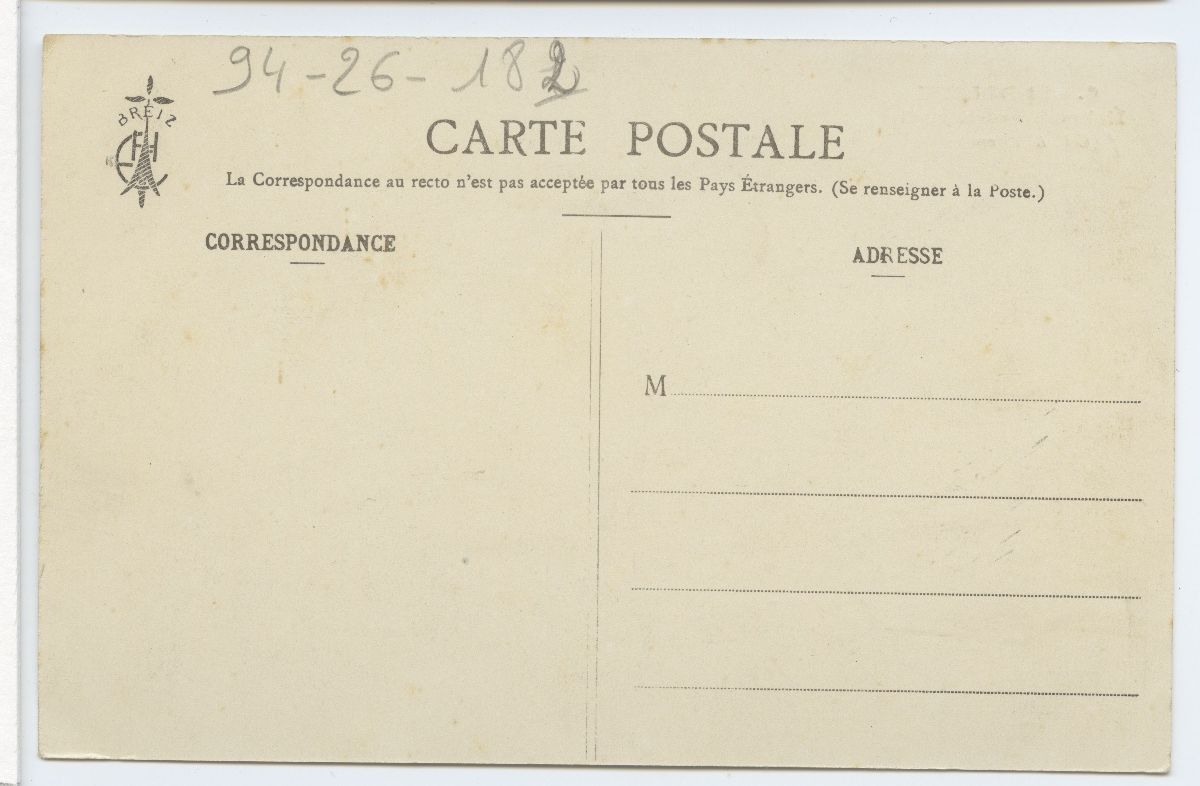 94-26-182
BREIZ
CARTE POSTALE
La Correspondance au recto n'est pas acceptée par tous les Pays Étrangers. (Se renseigner à la Poste.)
CORRESPONDANCE
ADRESSE
M